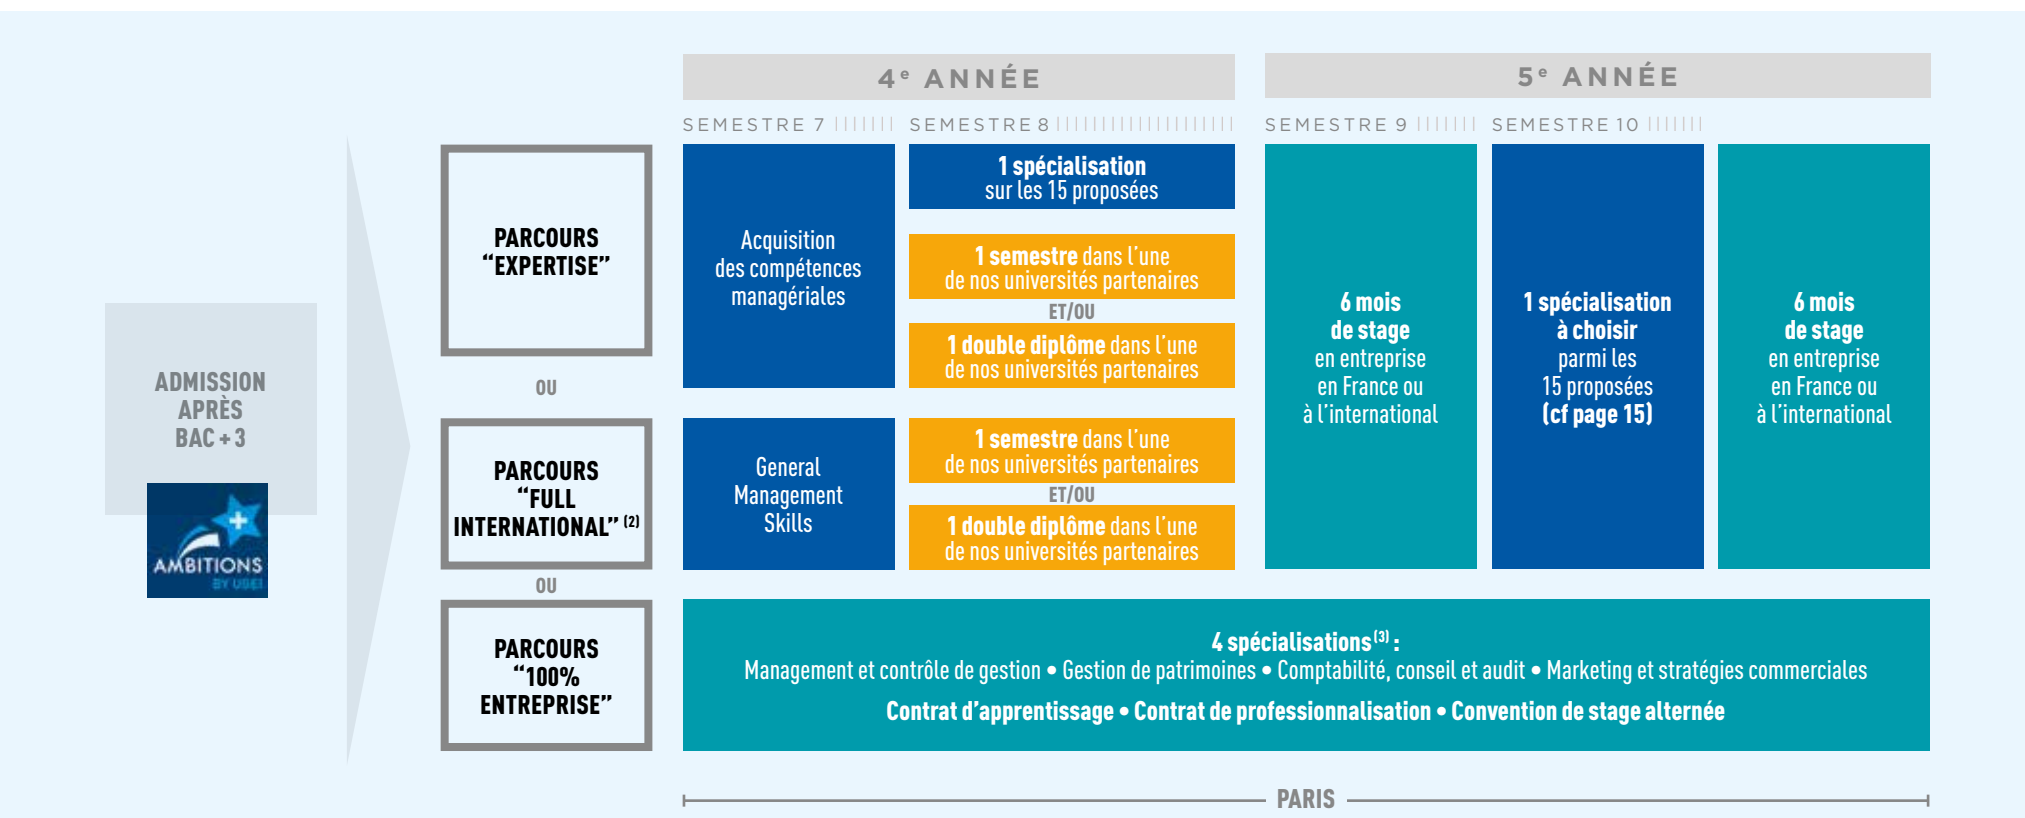 4e ANNÉE
5e ANNÉE
SEMESTRE 7
SEMESTRE 8
SEMESTRE 9
SEMESTRE 10
ADMISSION
APRÈS
BAC + 3
AMBITIONS
BY USEI
PARCOURS
“EXPERTISE”
Acquisition
des compétences
managériales
1 spécialisation
sur les 15 proposées
1 semestre dans l’une
de nos universités partenaires
ET/OU
1 double diplôme dans l’une
de nos universités partenaires
OU
PARCOURS
“FULL
INTERNATIONAL” (2)
General
Management
Skills
1 semestre dans l’une
de nos universités partenaires
ET/OU
1 double diplôme dans l’une
de nos universités partenaires
6 mois
de stage
en entreprise
en France ou
à l’international
1 spécialisation
à choisir
parmi les
15 proposées
(cf page 15)
6 mois
de stage
en entreprise
en France ou
à l’international
OU
PARCOURS
“100%
ENTREPRISE”
4 spécialisations(3) :
Management et contrôle de gestion • Gestion de patrimoines • Comptabilité, conseil et audit • Marketing et stratégies commerciales
Contrat d’apprentissage • Contrat de professionnalisation • Convention de stage alternée
PARIS